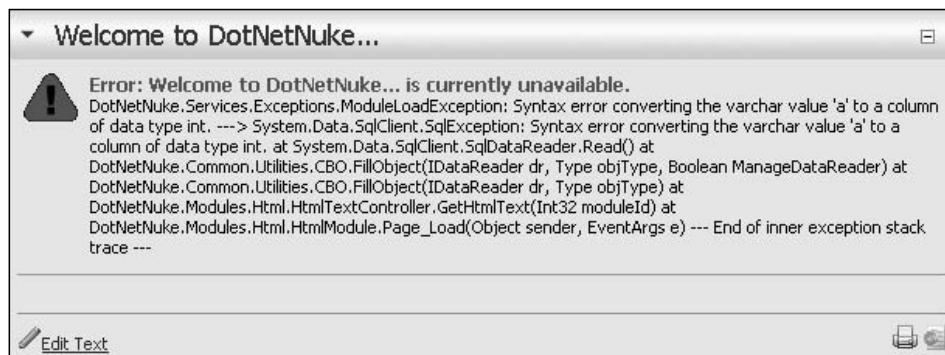 Welcome to DotNetNuke...
Error: Welcome to DotNetNuke... is currently unavailable.
DotNetNuke.Services.Exceptions.ModuleLoadException: Syntax error converting the varchar value 'a' to a column
of data type int. ---> System.Data.SqlClient.SqlException: Syntax error converting the varchar value 'a' to a
column of data type int. at System.Data.SqlClient.SqlDataReader.Read() at
DotNetNuke.Common.Utilities.CBO.FillObject(IDataReader dr, Type objType, Boolean ManageDataReader) at
DotNetNuke.Common.Utilities.CBO.FillObject(IDataReader dr, Type objType) at
DotNetNuke.Modules.Html.HtmlTextController.GetHtmlText(Int32 moduleId) at
DotNetNuke.Modules.Html.HtmlModule.Page_Load(Object sender, EventArgs e) --- End of inner exception stack
trace ---
Edit Text